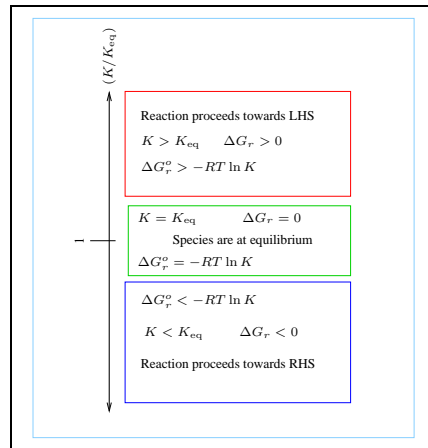 (K/K_eq)
Reaction proceeds towards LHS
K > K_eq ΔG_r > 0
ΔG_r^o > −RT ln K
K = K_eq ΔG_r = 0
1
Species are at equilibrium
ΔG_r^o = −RT ln K
ΔG_r^o < −RT ln K
K < K_eq ΔG_r < 0
Reaction proceeds towards RHS